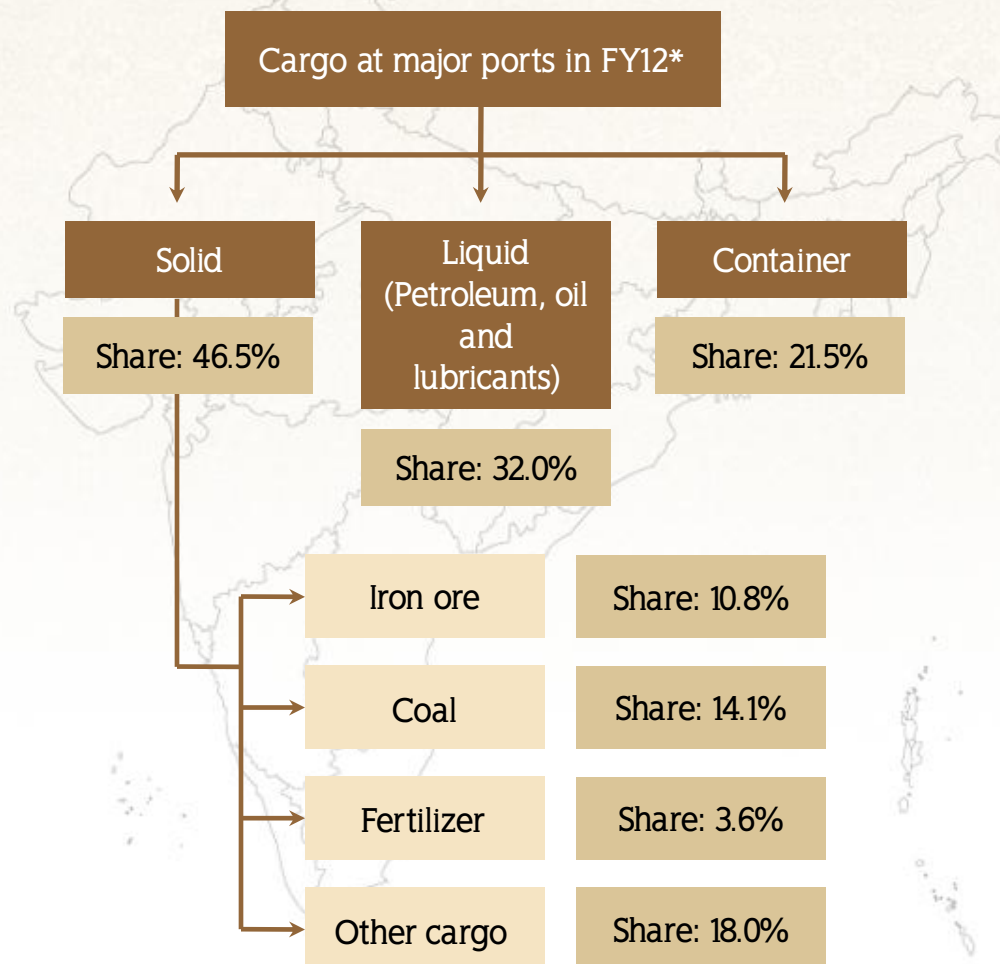 Cargo at major ports in FY12*
Solid
Share: 46.5%
Liquid
(Petroleum, oil
and
lubricants)
Share: 32.0%
Container
Share: 21.5%
Iron ore
Share: 10.8%
Coal
Share: 14.1%
Fertilizer
Share: 3.6%
Other cargo
Share: 18.0%